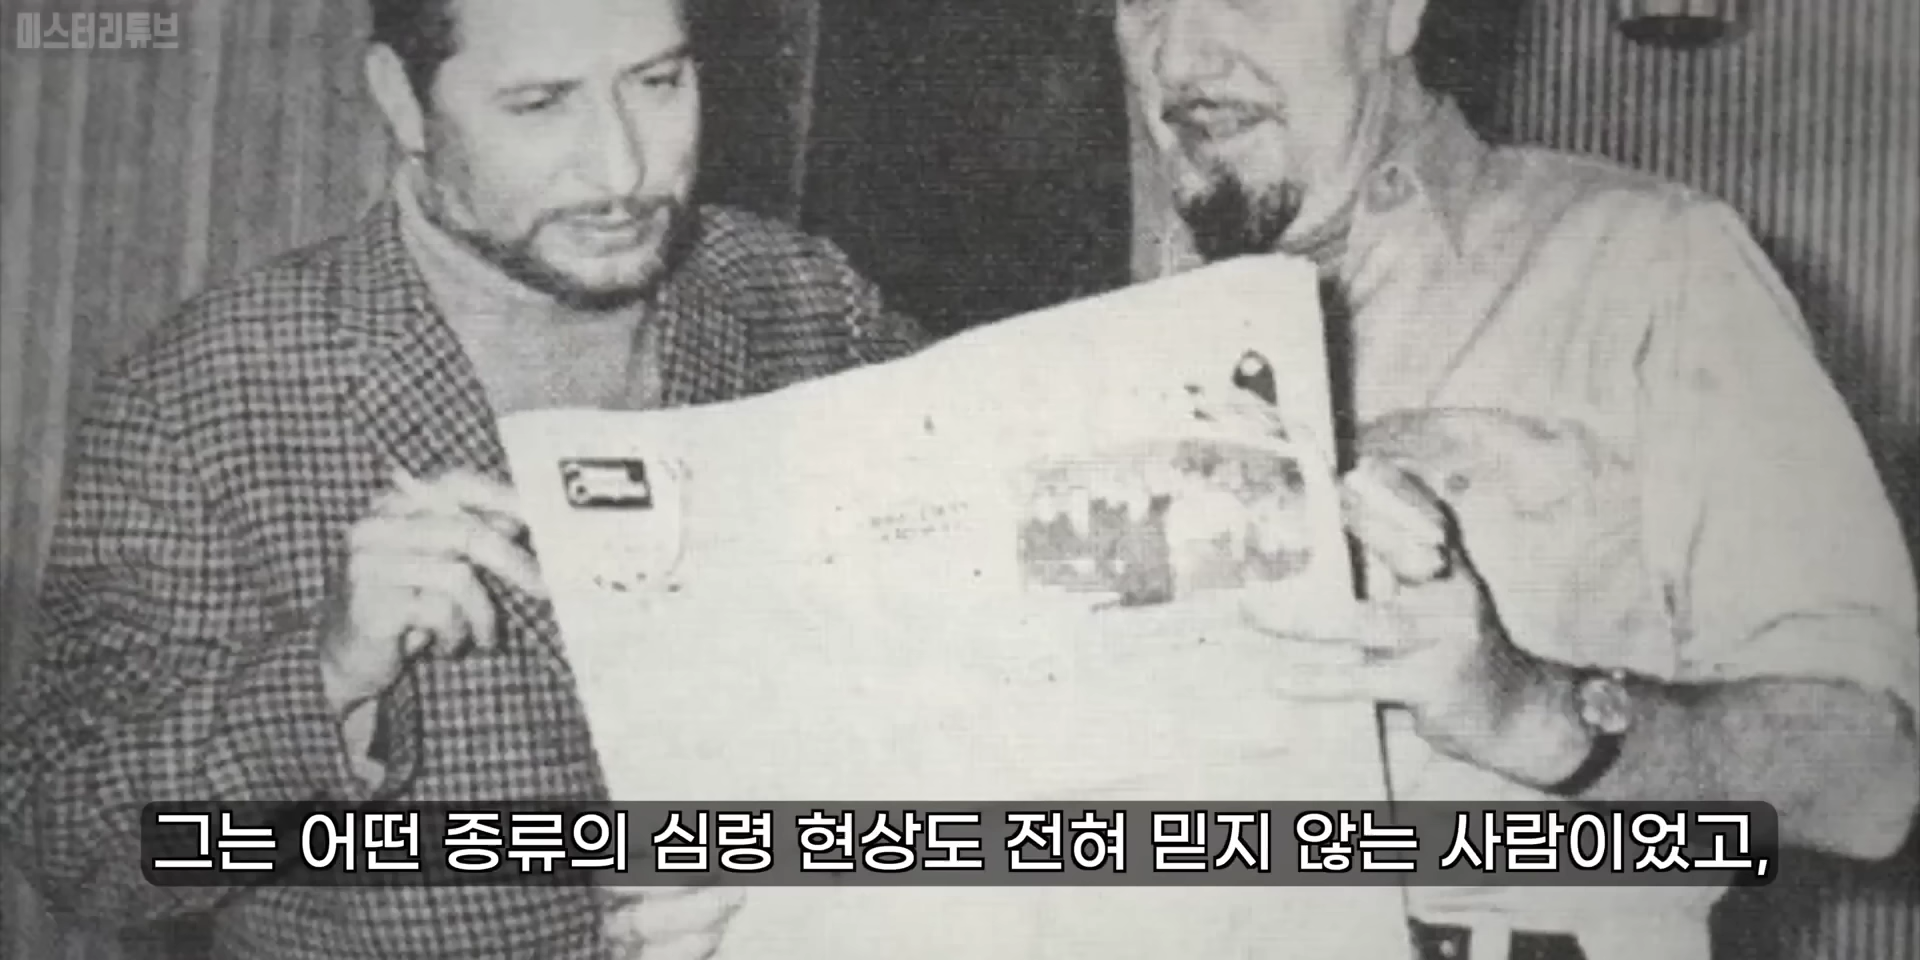 미스터리튜브
그는 어떤 종류의 심령 현상도 전혀 믿지 않는 사람이었고,